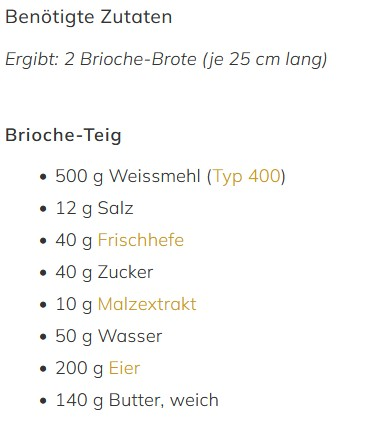 Benötigte Zutaten
Ergibt: 2 Brioche-Brote (je 25 cm lang)
Brioche-Teig
• 500 g Weissmehl (Typ 400)
• 12 g Salz
• 40 g Frischhefe
• 40 g Zucker
• 10 g Malzextrakt
• 50 g Wasser
• 200 g Eier
• 140 g Butter, weich